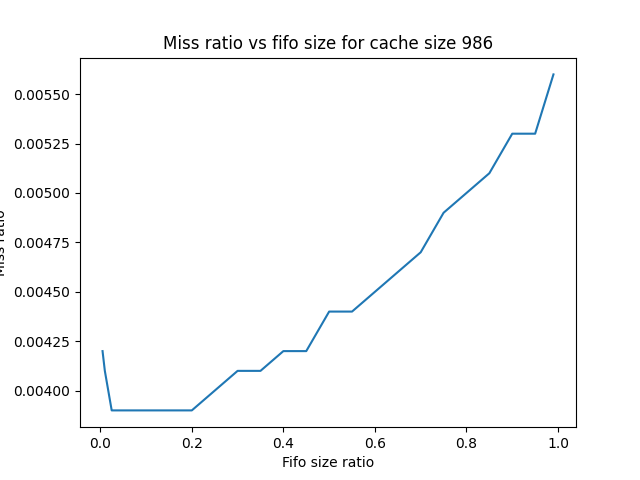 Miss ratio vs fifo size for cache size 986
0.00550
0.00525
0.00500
0.00475
0.00450
0.00425
0.00400
0.0 0.2 0.4 0.6 0.8 1.0
Fifo size ratio
Miss ratio